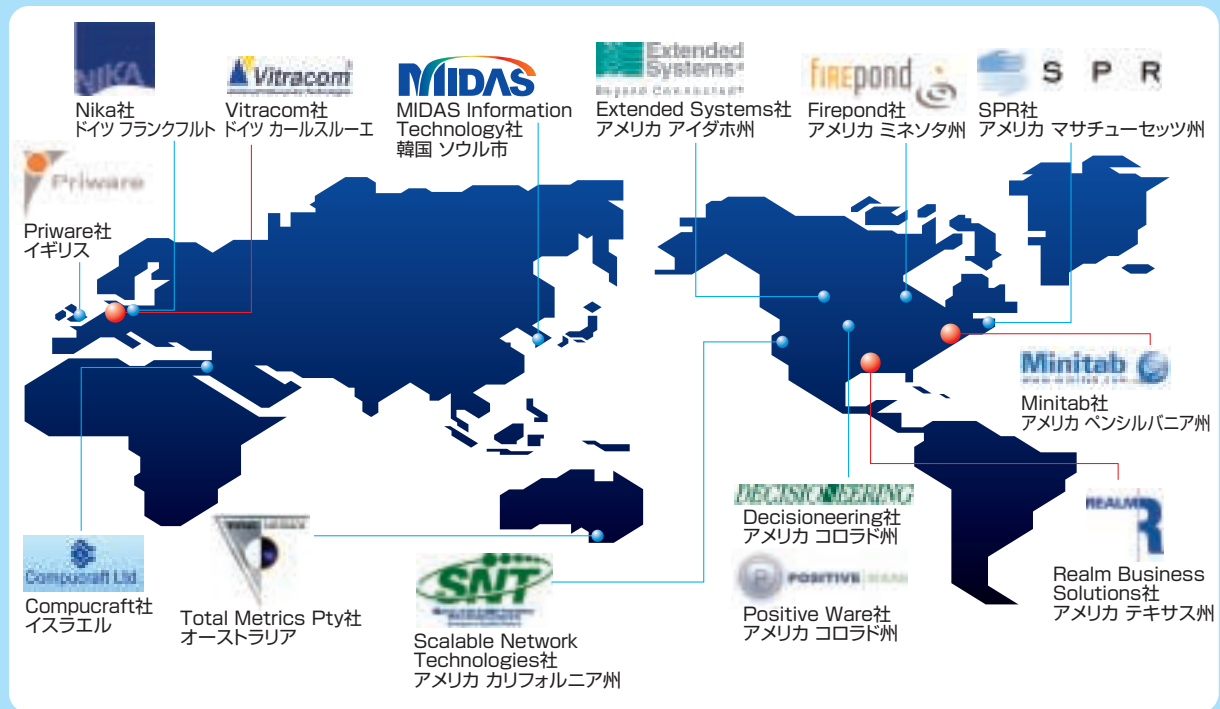 NIKA
Nika社
ドイツ フランクフルト
Vitracom
Vitracom社
ドイツ カールスルーエ
MIDAS
MIDAS Information
Technology社
韓国 ソウル市
Extended
Systems
Beyond Connected
Extended Systems社
アメリカ アイダホ州
FIREpond
Firepond社
アメリカ ミネソタ州
S P R
SPR社
アメリカ マサチューセッツ州
Priware
Priware社
イギリス
Minitab
www.minitab.com
Minitab社
アメリカ ペンシルバニア州
Compucraft Ltd.
Compucraft社
イスラエル
TOTAL METRICS
Total Metrics Pty社
オーストラリア
SNT
Scalable Network
Technologies社
アメリカ カリフォルニア州
DECISIONEERING
Decisioneering社
アメリカ コロラド州
POSITIVE WARE
Positive Ware社
アメリカ コロラド州
REALM
Realm Business
Solutions社
アメリカ テキサス州